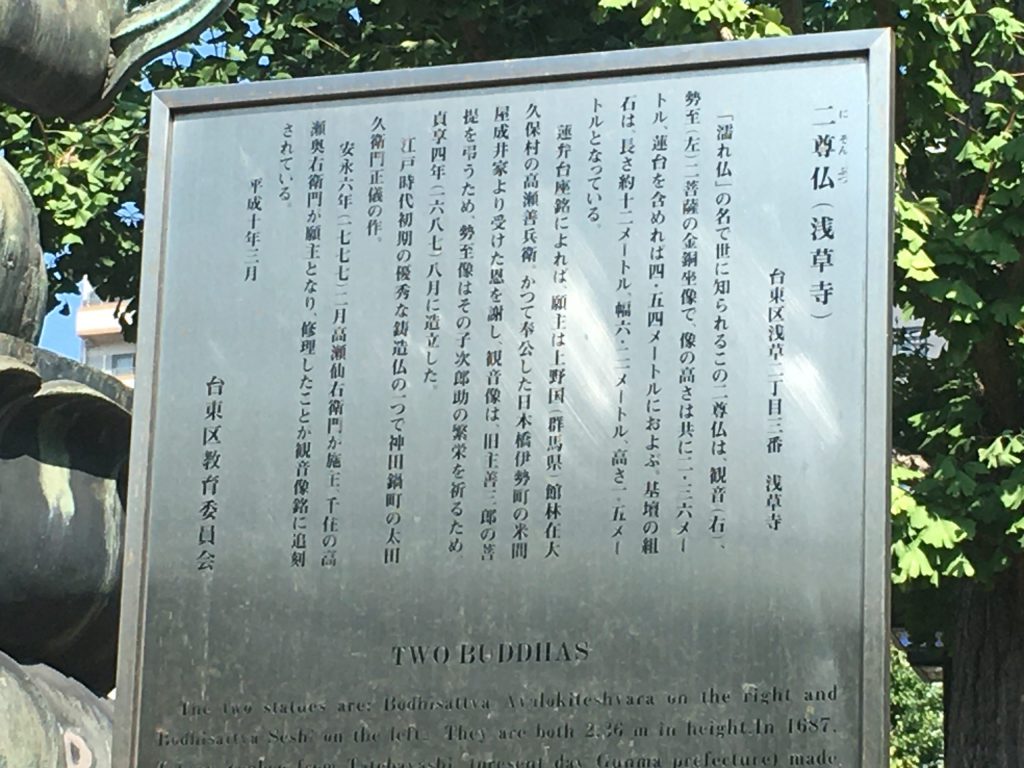 にそんぶつ
二尊仏（浅草寺）
台東区浅草二丁目三番　浅草寺
「濡れ仏」の名で世に知られるこの二尊仏は、観音（右）、
勢至（左）二菩薩の金銅坐像で、像の高さは共に二・三六メー
トル、蓮台を含めれば四・五四メートルにおよぶ。基壇の組
石は、長さ約十二メートル、幅六・二一メートル、高さ一・五メー
トルとなっている。
蓮弁台座銘によれば、願主は上野国（群馬県）館林在大
久保村の高瀬善兵衛。かつて奉公した日本橋伊勢町の米問
屋成井家より受けた恩を謝し、観音像は、旧主善三郎の菩
提を弔うため、勢至像はその子次郎助の繁栄を祈るため、
貞享四年（一六八七）八月に造立した。
江戸時代初期の優秀な鋳造仏の一つで神田鍋町の太田
久衛門正儀の作。
安永六年（一七七七）二月高瀬仙右衛門が施主、千住の高
瀬奥右衛門が願主となり、修理したことが観音像銘に追刻
されている。
平成十年三月
台東区教育委員会
TWO BUDDHAS
The two statues are: Bodhisattva Avalokiteshvara on the right and
Bodhisattva Seshi on the left. They are both 2.36 m in height.In 1687,
from Tatebayashi (present day Gunma prefecture) made,